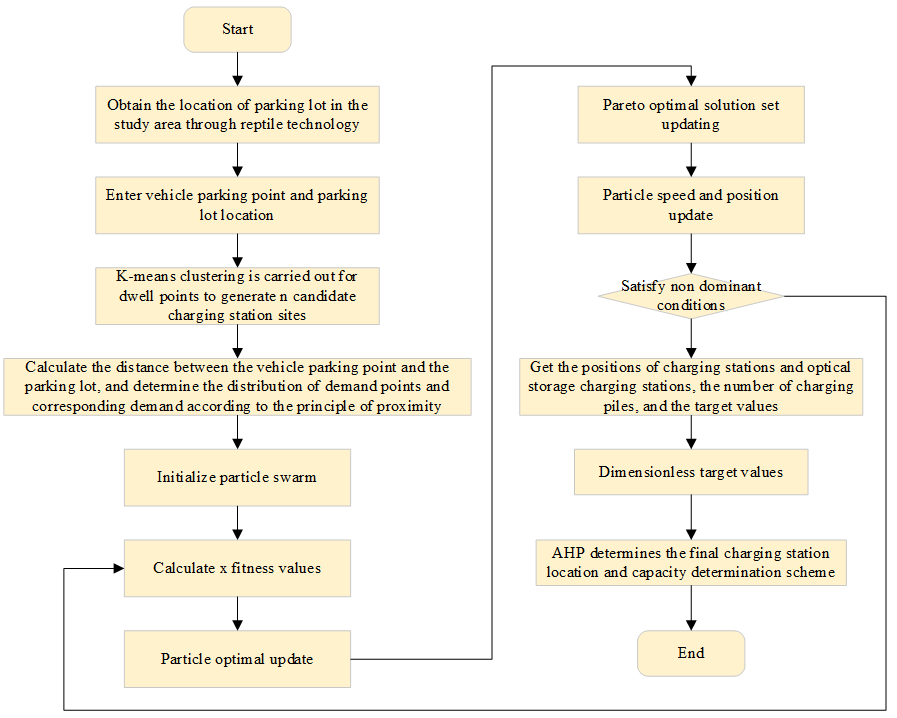 Start
Obtain the location of parking lot in the
study area through reptile technology
Enter vehicle parking point and parking
lot location
K-means clustering is carried out for
dwell points to generate n candidate
charging station sites
Calculate the distance between the vehicle parking point and the
parking lot, and determine the distribution of demand points and
corresponding demand according to the principle of proximity
Initialize particle swarm
Calculate x fitness values
Particle optimal update
Pareto optimal solution set
updating
Particle speed and position
update
Satisfy non dominant
conditions
Get the positions of charging stations and optical
storage charging stations, the number of charging
piles, and the target values
Dimensionless target values
AHP determines the final charging station
location and capacity determination scheme
End